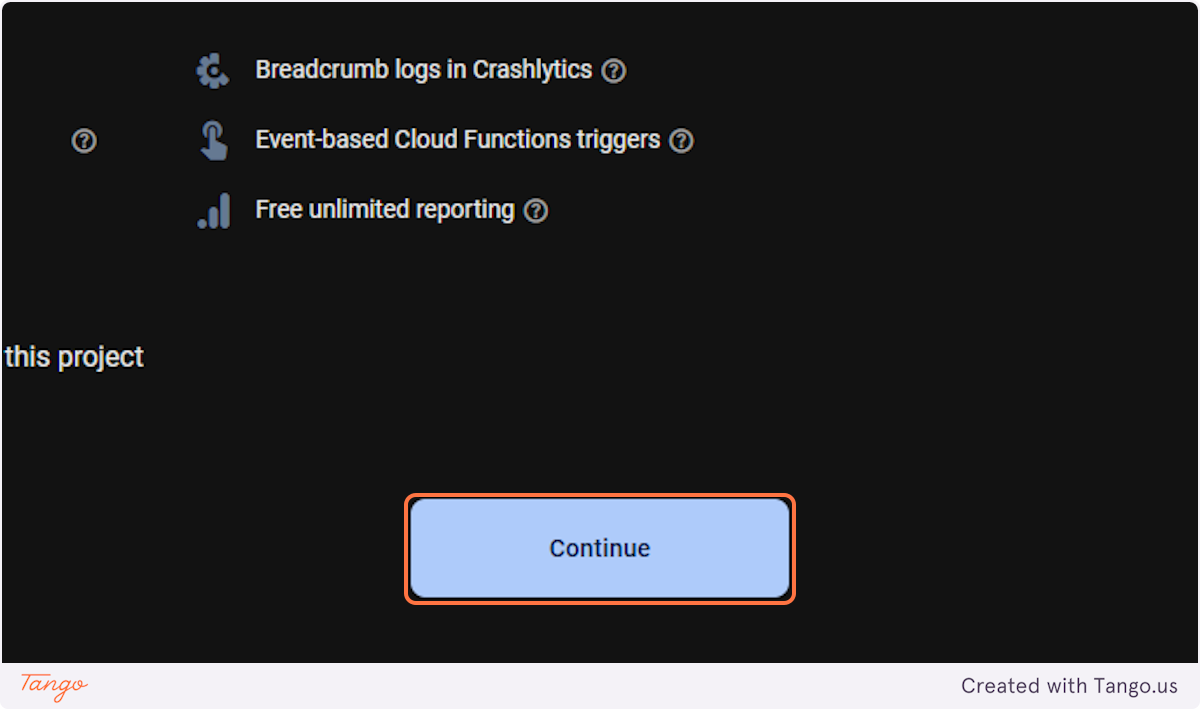 Breadcrumb logs in Crashlytics
Event-based Cloud Functions triggers
Free unlimited reporting
this project
Continue
Tango
Created with Tango.us